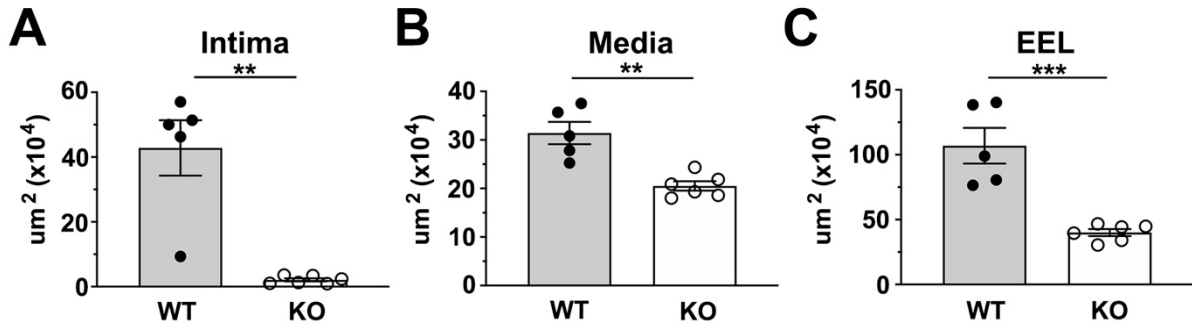 A
Intima
**
um² (x10⁴)
60
40
20
0
WT KO
B
Media
**
um² (x10⁴)
40
30
20
10
0
WT KO
C
EEL
***
um² (x10⁴)
150
100
50
0
WT KO